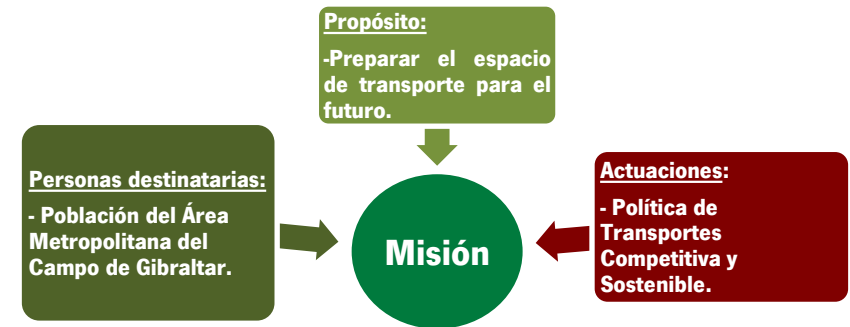 Propósito:
-Preparar el espacio
de transporte para el
futuro.
Personas destinatarias:
- Población del Área
Metropolitana del
Campo de Gibraltar.
Misión
Actuaciones:
- Política de
Transportes
Competitiva y
Sostenible.